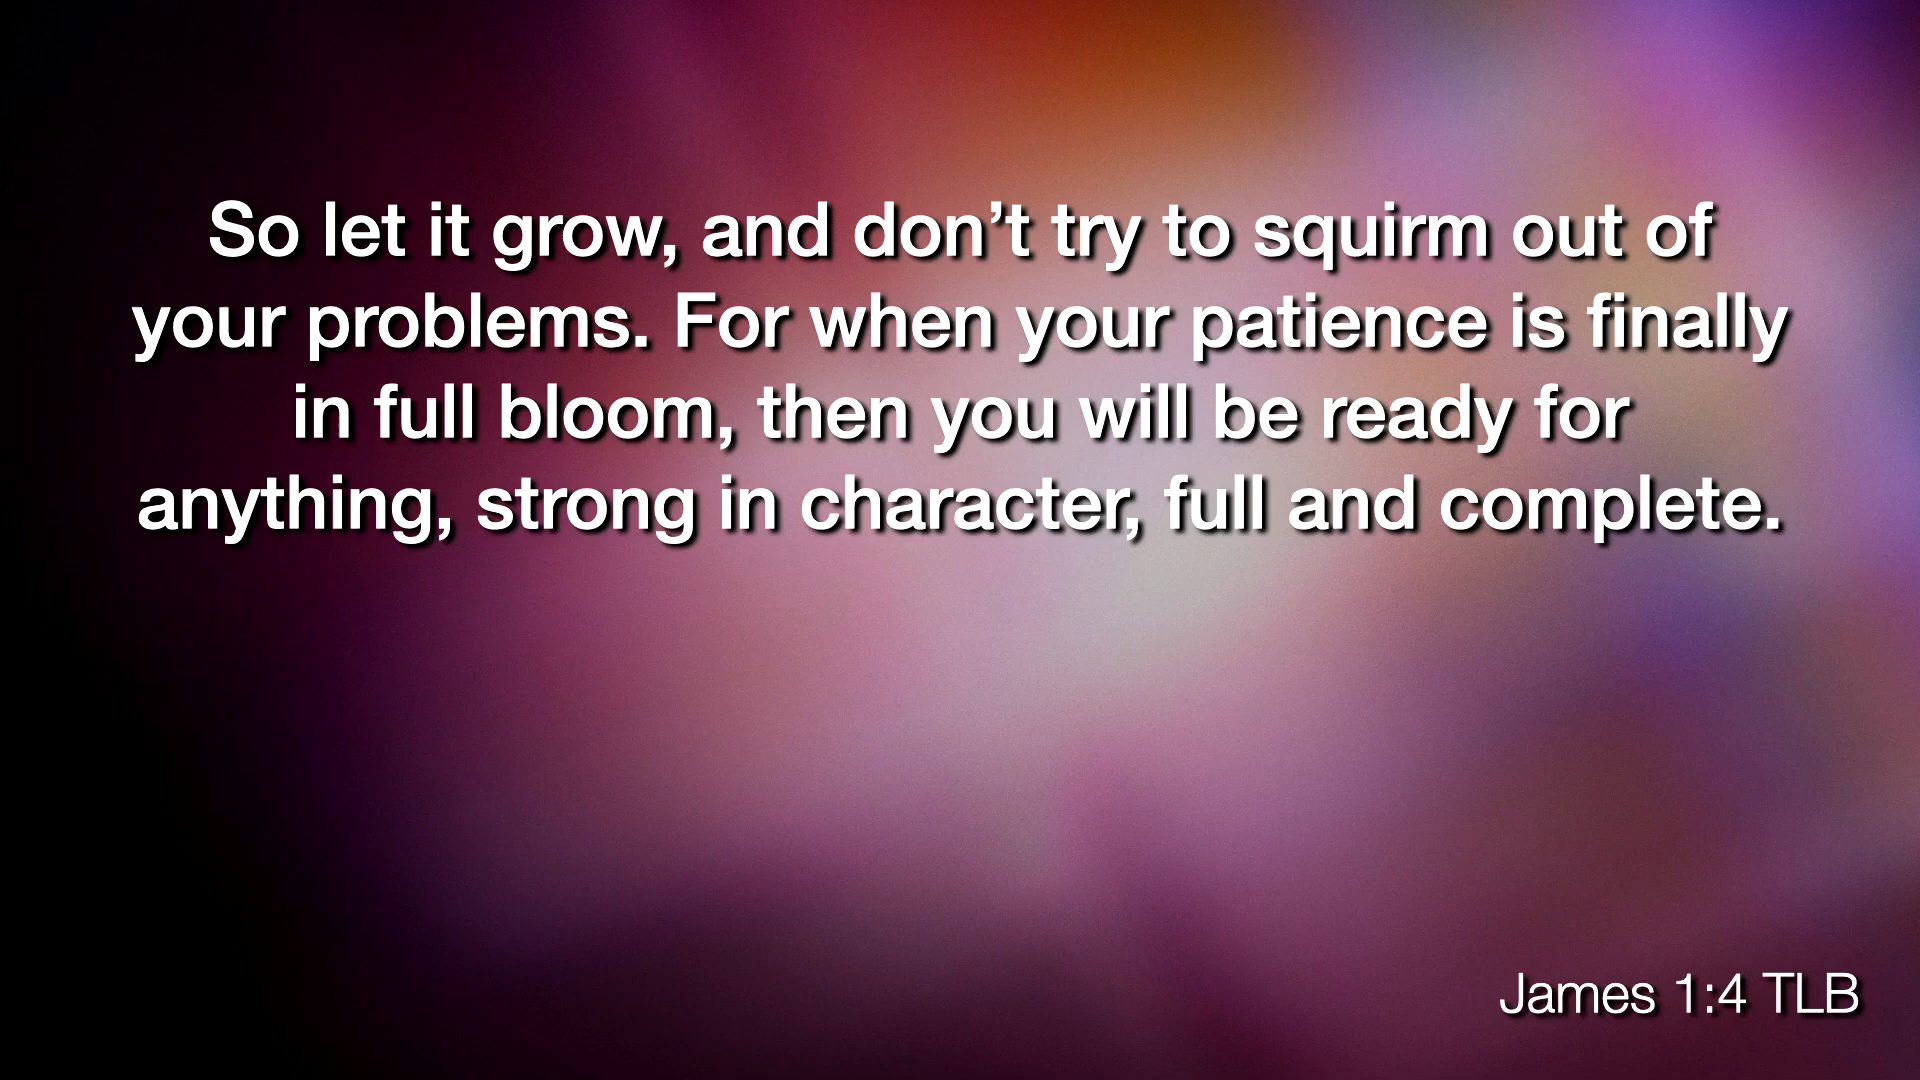 So let it grow, and don’t try to squirm out of
your problems. For when your patience is finally
in full bloom, then you will be ready for
anything, strong in character, full and complete.
James 1:4 TLB